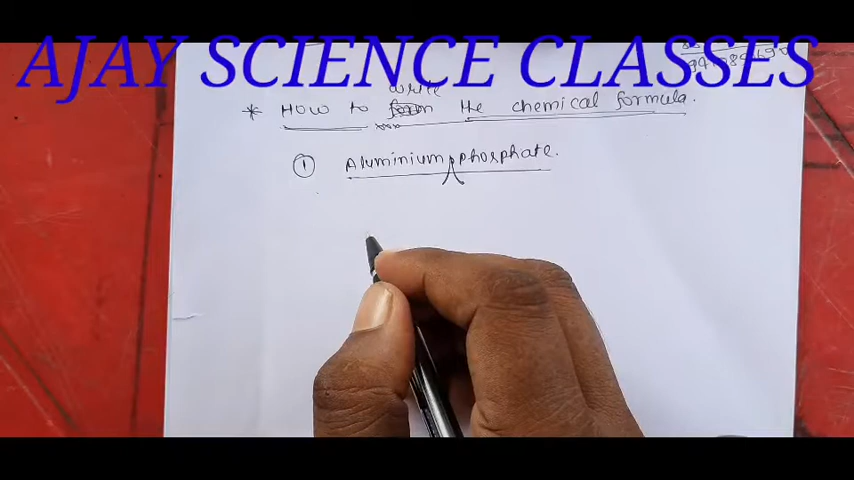 AJAY SCIENCE CLASSES
write
* How to the chemical formula.
① Aluminium phosphate.